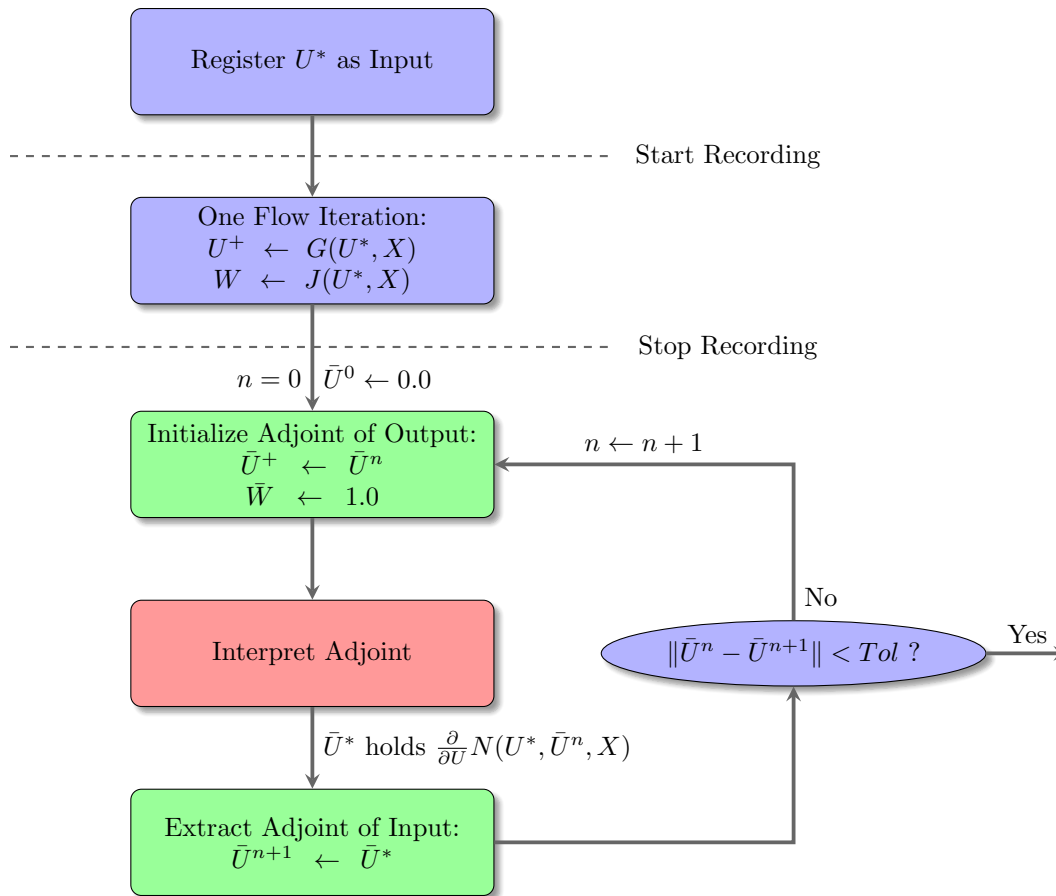 Register U* as Input
Start Recording
One Flow Iteration:
U⁺ ← G(U*, X)
W ← J(U*, X)
Stop Recording
n = 0 Ū⁰ ← 0.0
Initialize Adjoint of Output:
Ū⁺ ← Ūⁿ
W̄ ← 1.0
n ← n + 1
Interpret Adjoint
No
‖Ūⁿ − Ūⁿ⁺¹‖ < Tol ?
Yes
Ū* holds ∂/∂U N(U*, Ūⁿ, X)
Extract Adjoint of Input:
Ūⁿ⁺¹ ← Ū*